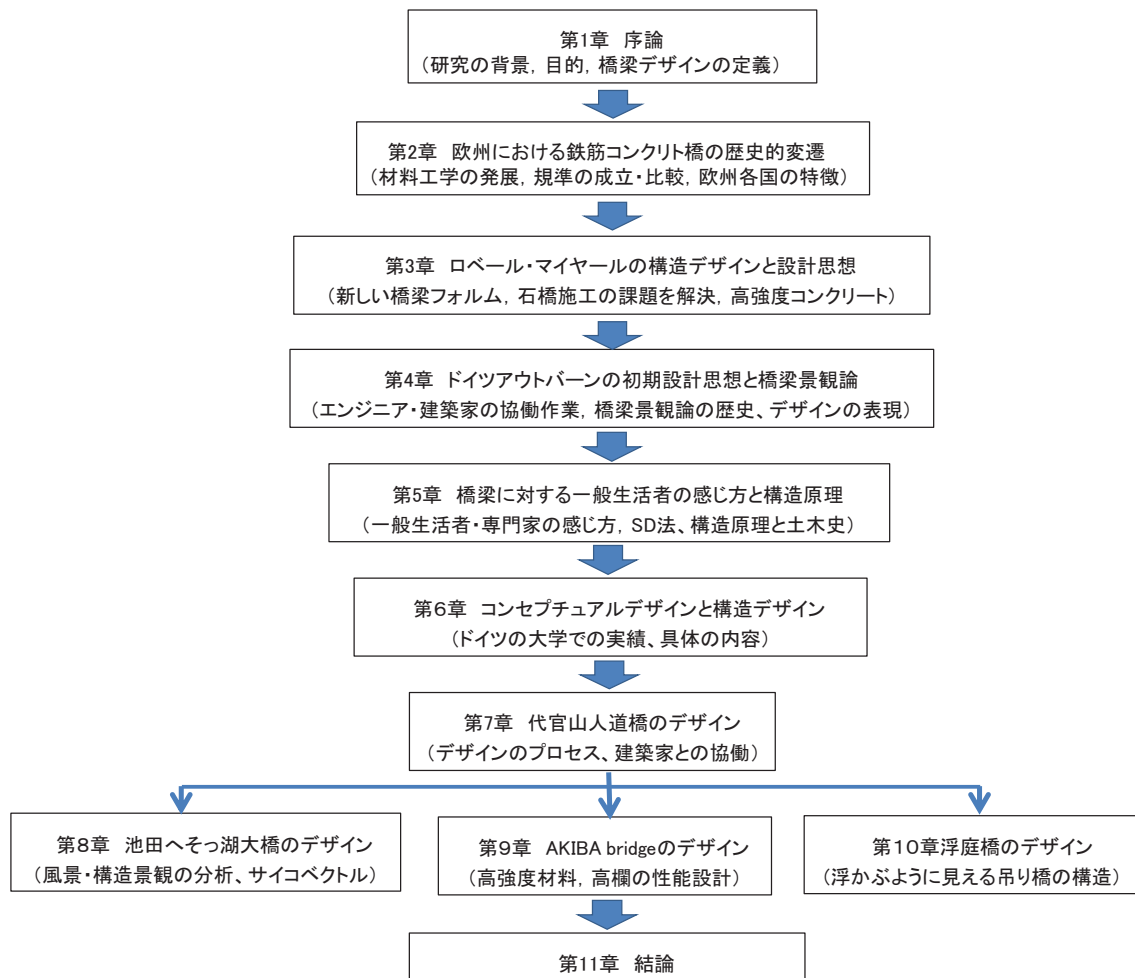 第1章 序論
（研究の背景，目的，橋梁デザインの定義）
第2章 欧州における鉄筋コンクリト橋の歴史的変遷
（材料工学の発展，規準の成立・比較，欧州各国の特徴）
第3章 ロベール・マイヤールの構造デザインと設計思想
（新しい橋梁フォルム，石橋施工の課題を解決，高強度コンクリート）
第4章 ドイツアウトバーンの初期設計思想と橋梁景観論
（エンジニア・建築家の協働作業，橋梁景観論の歴史、デザインの表現）
第5章 橋梁に対する一般生活者の感じ方と構造原理
（一般生活者・専門家の感じ方，SD法、構造原理と土木史）
第６章 コンセプチュアルデザインと構造デザイン
（ドイツの大学での実績、具体の内容）
第7章 代官山人道橋のデザイン
（デザインのプロセス、建築家との協働）
第８章 池田へそっ湖大橋のデザイン
（風景・構造景観の分析、サイコベクトル）
第９章 AKIBA bridgeのデザイン
（高強度材料，高欄の性能設計）
第１０章浮庭橋のデザイン
（浮かぶように見える吊り橋の構造）
第11章 結論